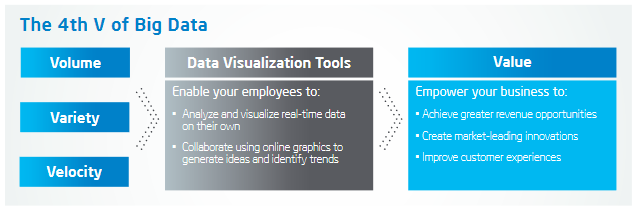 The 4th V of Big Data
Volume
Variety
Velocity
Data Visualization Tools
Enable your employees to:
▪ Analyze and visualize real-time data
on their own
▪ Collaborate using online graphics to
generate ideas and identify trends
Value
Empower your business to:
▪ Achieve greater revenue opportunities
▪ Create market-leading innovations
▪ Improve customer experiences